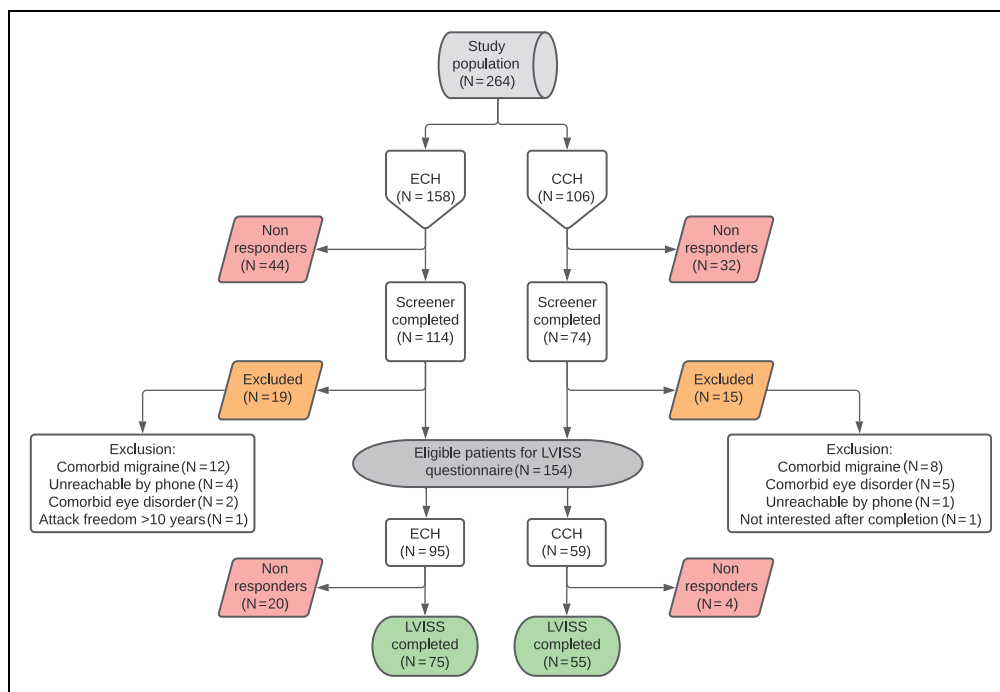 Study
population
(N = 264)
ECH
(N = 158)
CCH
(N = 106)
Non
responders
(N = 44)
Non
responders
(N = 32)
Screener
completed
(N = 114)
Screener
completed
(N = 74)
Excluded
(N = 19)
Excluded
(N = 15)
Exclusion:
Comorbid migraine (N = 12)
Unreachable by phone (N = 4)
Comorbid eye disorder (N = 2)
Attack freedom >10 years (N = 1)
Eligible patients for LVISS
questionnaire (N = 154)
Exclusion:
Comorbid migraine (N = 8)
Comorbid eye disorder (N = 5)
Unreachable by phone (N = 1)
Not interested after completion (N = 1)
ECH
(N = 95)
CCH
(N = 59)
Non
responders
(N = 20)
Non
responders
(N = 4)
LVISS
completed
(N = 75)
LVISS
completed
(N = 55)